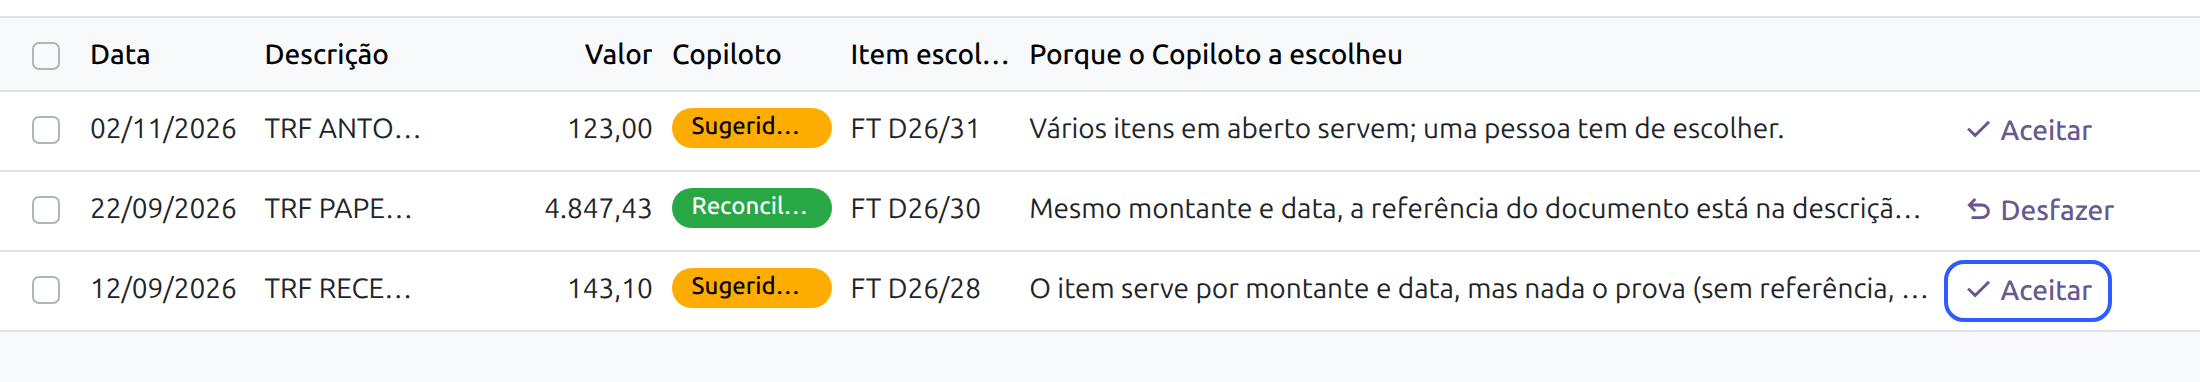 Data Descrição Valor Copiloto Item escol... Porque o Copiloto a escolheu
02/11/2026 TRF ANTO... 123,00 Sugerid... FT D26/31 Vários itens em aberto servem; uma pessoa tem de escolher. Aceitar
22/09/2026 TRF PAPE... 4.847,43 Reconcil... FT D26/30 Mesmo montante e data, a referência do documento está na descriçã... Desfazer
12/09/2026 TRF RECE... 143,10 Sugerid... FT D26/28 O item serve por montante e data, mas nada o prova (sem referência, ... Aceitar